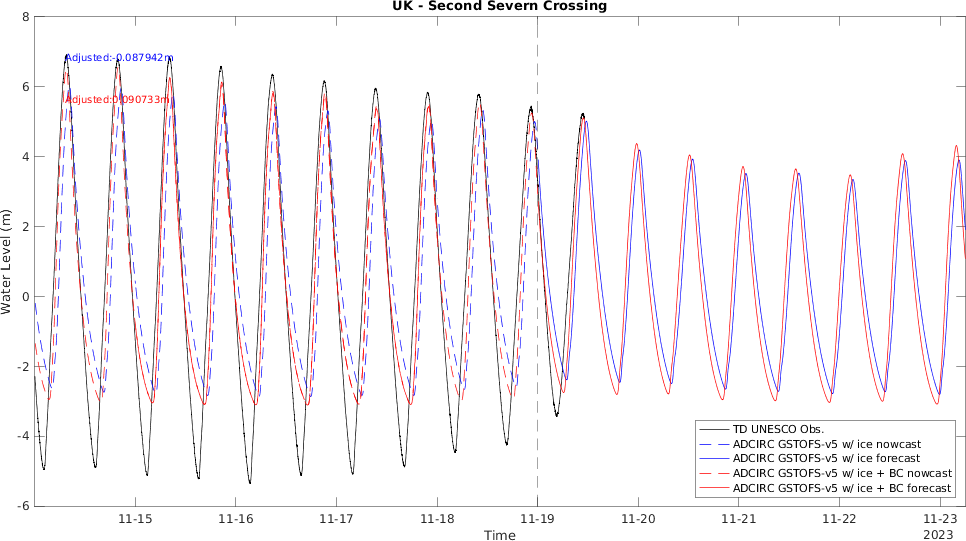 UK - Second Severn Crossing
8
6
4
2
0
-2
-4
-6
Water Level (m)
Adjusted:-0.087942m
Adjusted:0.090733m
TD UNESCO Obs.
ADCIRC GSTOFS-v5 w/ ice nowcast
ADCIRC GSTOFS-v5 w/ ice forecast
ADCIRC GSTOFS-v5 w/ ice + BC nowcast
ADCIRC GSTOFS-v5 w/ ice + BC forecast
11-15 11-16 11-17 11-18 11-19 11-20 11-21 11-22 11-23
Time
2023